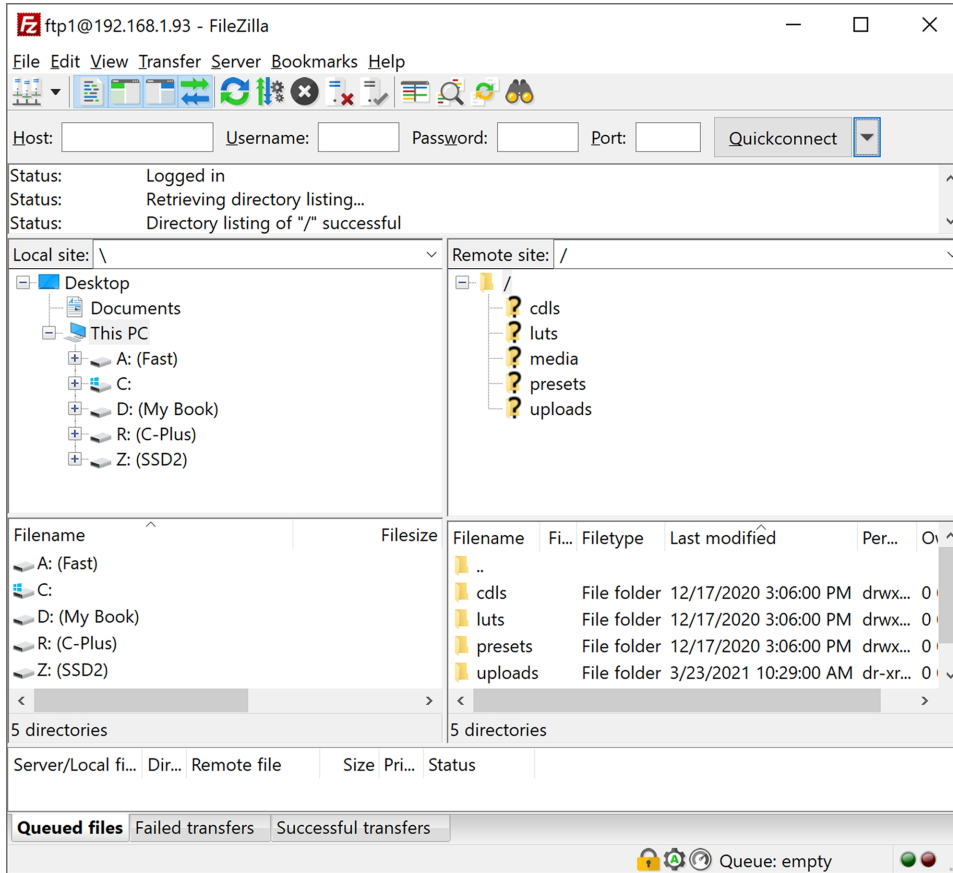 ftp1@192.168.1.93 - FileZilla
File Edit View Transfer Server Bookmarks Help
Host: Username: Password: Port: Quickconnect
Status: Logged in
Status: Retrieving directory listing...
Status: Directory listing of "/" successful
Local site: \ Remote site: /
Desktop
Documents
This PC
A: (Fast)
C:
D: (My Book)
R: (C-Plus)
Z: (SSD2)
/
cdls
luts
media
presets
uploads
Filename Filesize
A: (Fast)
C:
D: (My Book)
R: (C-Plus)
Z: (SSD2)
5 directories
Filename Fi... Filetype Last modified Per...
..
cdls File folder 12/17/2020 3:06:00 PM drwx... 0
luts File folder 12/17/2020 3:06:00 PM drwx... 0
presets File folder 12/17/2020 3:06:00 PM drwx... 0
uploads File folder 3/23/2021 10:29:00 AM dr-xr... 0
5 directories
Server/Local fi... Dir... Remote file Size Pri... Status
Queued files Failed transfers Successful transfers
Queue: empty